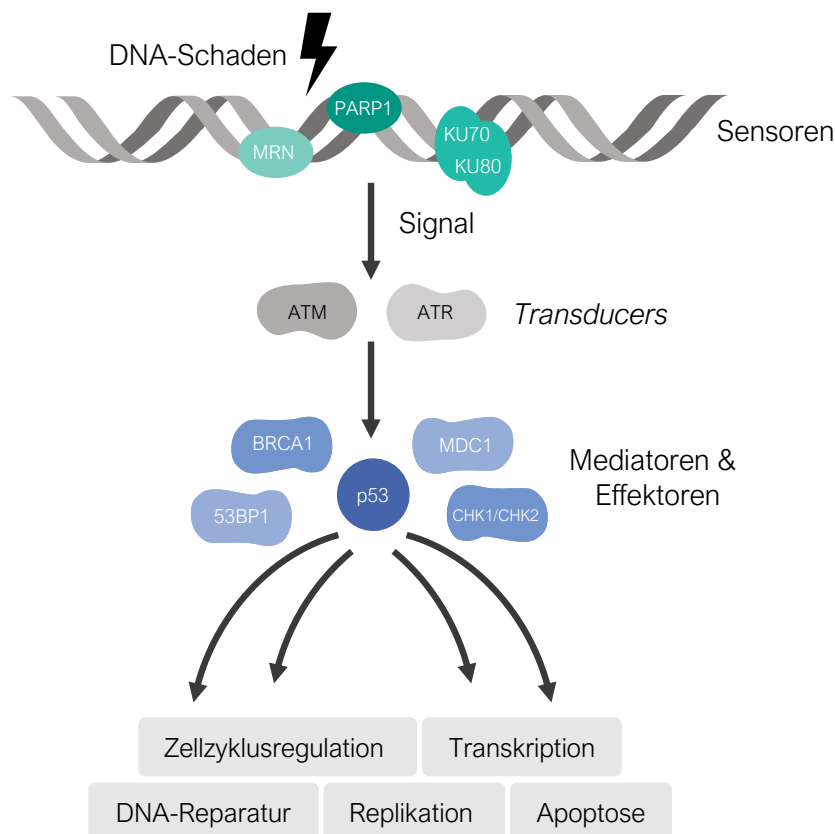 DNA-Schaden
PARP1
MRN
KU70
KU80
Sensoren
Signal
ATM
ATR
Transducers
BRCA1
MDC1
p53
53BP1
CHK1/CHK2
Mediatoren &
Effektoren
Zellzyklusregulation
Transkription
DNA-Reparatur
Replikation
Apoptose